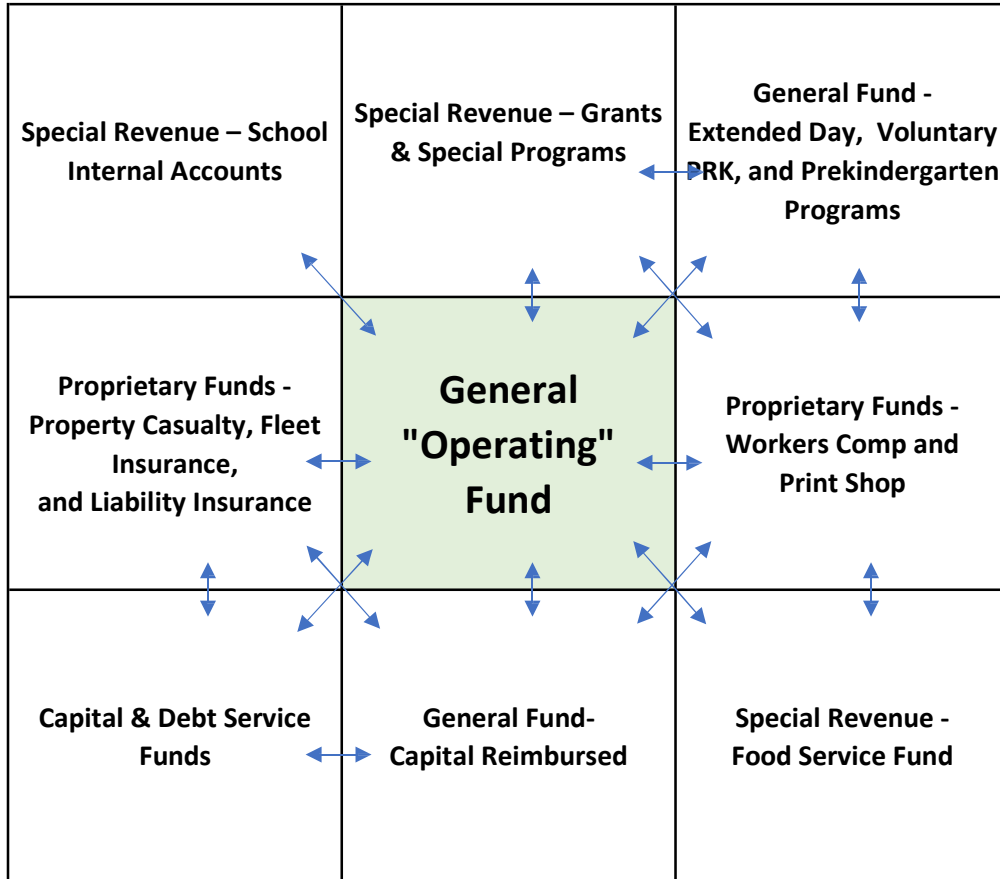 Special Revenue – School
Internal Accounts
Special Revenue – Grants
& Special Programs
General Fund -
Extended Day, Voluntary
PRK, and Prekindergarten
Programs
Proprietary Funds -
Property Casualty, Fleet
Insurance,
and Liability Insurance
General
"Operating"
Fund
Proprietary Funds -
Workers Comp and
Print Shop
Capital & Debt Service
Funds
General Fund-
Capital Reimbursed
Special Revenue -
Food Service Fund